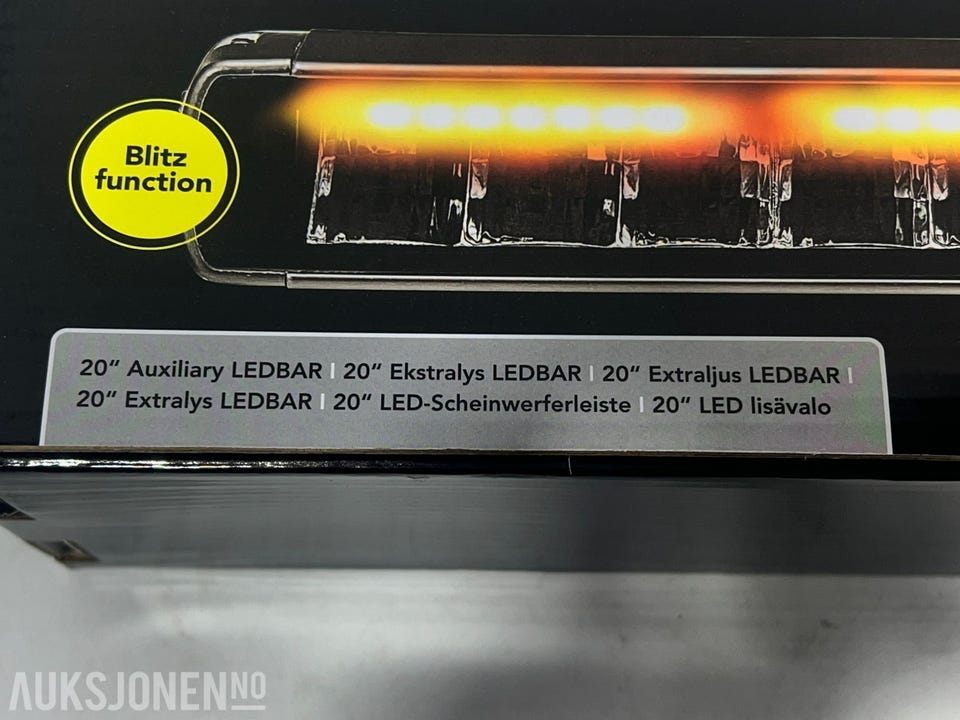 Blitz
function
20“ Auxiliary LEDBAR | 20“ Ekstralys LEDBAR | 20“ Extraljus LEDBAR |
20“ Extralys LEDBAR | 20“ LED-Scheinwerferleiste | 20“ LED lisävalo
AUKSJONEN NO